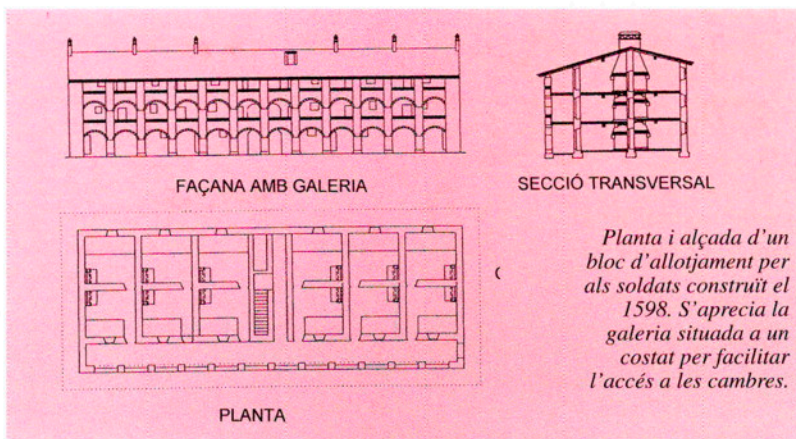 FAÇANA AMB GALERIA
SECCIÓ TRANSVERSAL
Planta i alçada d'un
bloc d'allotjament per
als soldats construït el
1598. S'aprecia la
galeria situada a un
costat per facilitar
l'accés a les cambres.
PLANTA